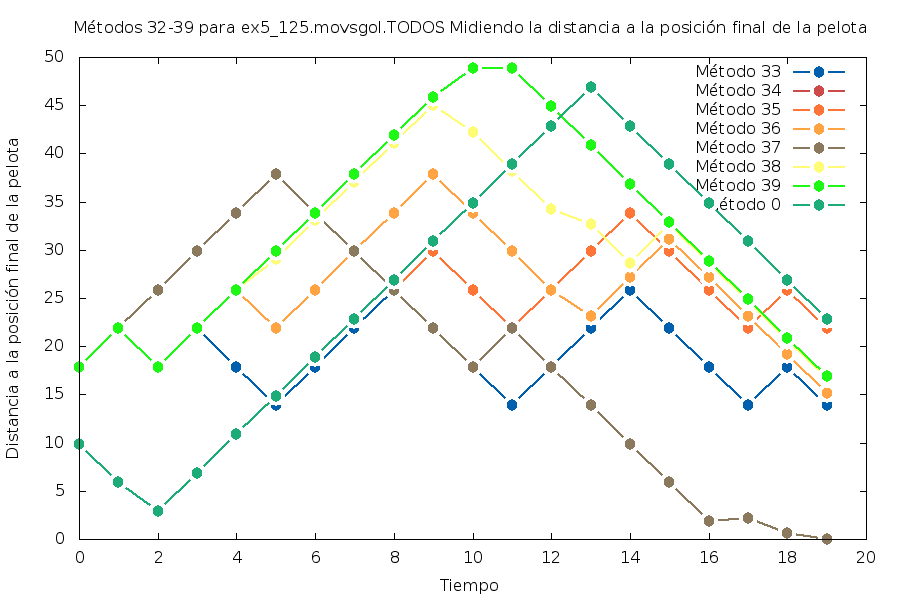 Métodos 32-39 para ex5_125.movsgol.TODOS Midiendo la distancia a la posición final de la pelota
50
45
40
35
30
25
20
15
10
5
0
Distancia a la posición final de la pelota
Método 33
Método 34
Método 35
Método 36
Método 37
Método 38
Método 39
étodo 0
0 2 4 6 8 10 12 14 16 18 20
Tiempo